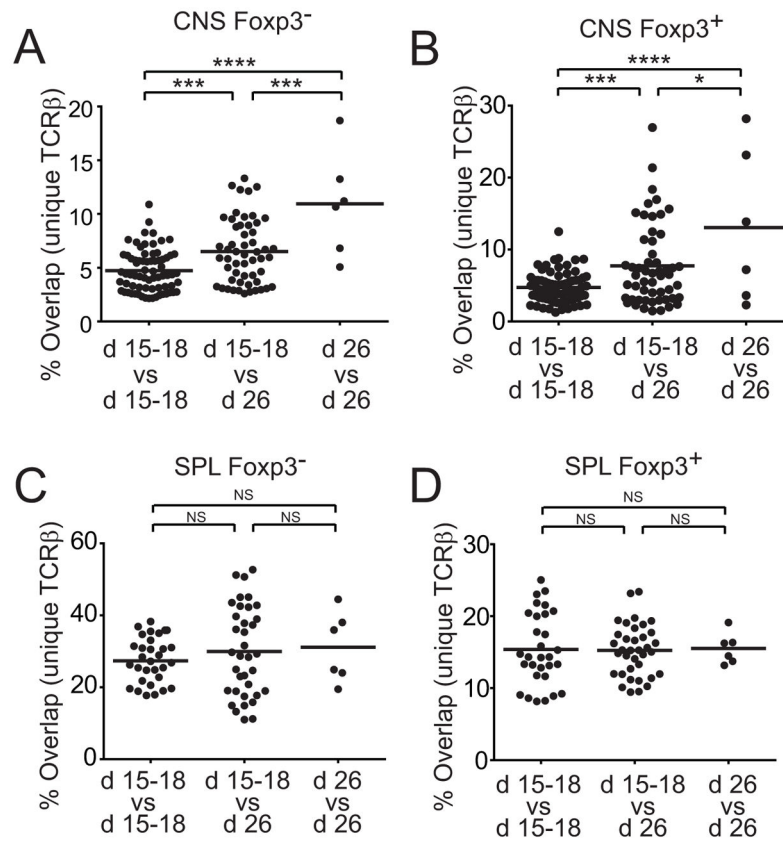 A
CNS Foxp3-
****
***
***
% Overlap (unique TCRβ)
20
15
10
5
0
d 15-18 d 15-18 d 26
vs vs vs
d 15-18 d 26 d 26
B
CNS Foxp3+
****
***
*
% Overlap (unique TCRβ)
30
20
10
0
d 15-18 d 15-18 d 26
vs vs vs
d 15-18 d 26 d 26
C
SPL Foxp3-
NS
NS
NS
% Overlap (unique TCRβ)
60
40
20
0
d 15-18 d 15-18 d 26
vs vs vs
d 15-18 d 26 d 26
D
SPL Foxp3+
NS
NS
NS
% Overlap (unique TCRβ)
30
20
10
0
d 15-18 d 15-18 d 26
vs vs vs
d 15-18 d 26 d 26